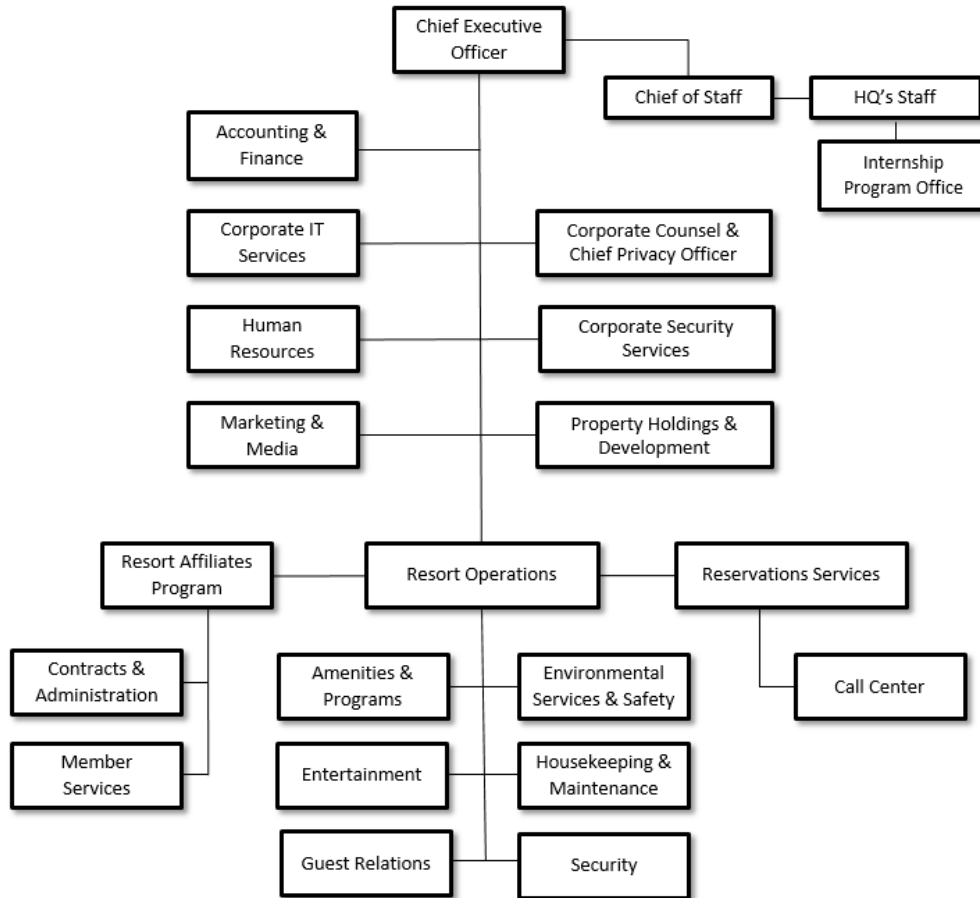 Chief Executive
Officer
Chief of Staff
HQ's Staff
Internship
Program Office
Accounting &
Finance
Corporate IT
Services
Corporate Counsel &
Chief Privacy Officer
Human
Resources
Corporate Security
Services
Marketing &
Media
Property Holdings &
Development
Resort Affiliates
Program
Resort Operations
Reservations Services
Contracts &
Administration
Amenities &
Programs
Environmental
Services & Safety
Call Center
Member
Services
Entertainment
Housekeeping &
Maintenance
Guest Relations
Security